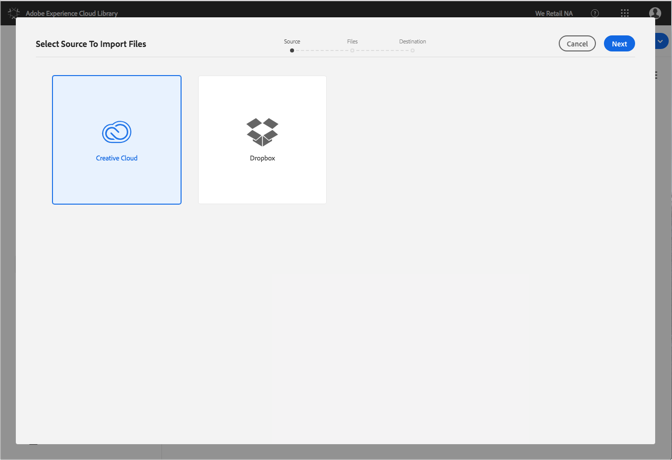 Adobe Experience Cloud Library
We Retail NA
Select Source To Import Files
Source
Files
Destination
Cancel
Next
Creative Cloud
Dropbox